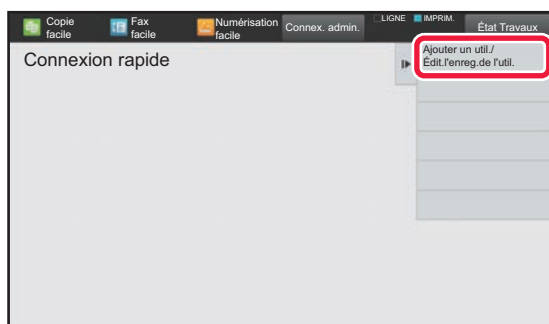 Copie
facile
Fax
facile
Numérisation
facile
Connex. admin.
LIGNE
IMPRIM.
État Travaux
Connexion rapide
Ajouter un util./
Édit.l'enreg.de l'util.